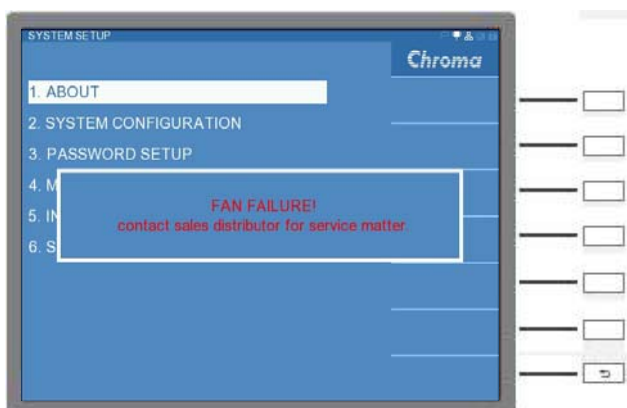 SYSTEM SETUP
Chroma
1. ABOUT
2. SYSTEM CONFIGURATION
3. PASSWORD SETUP
4. M
FAN FAILURE!
5. IN
contact sales distributor for service matter.
6. S